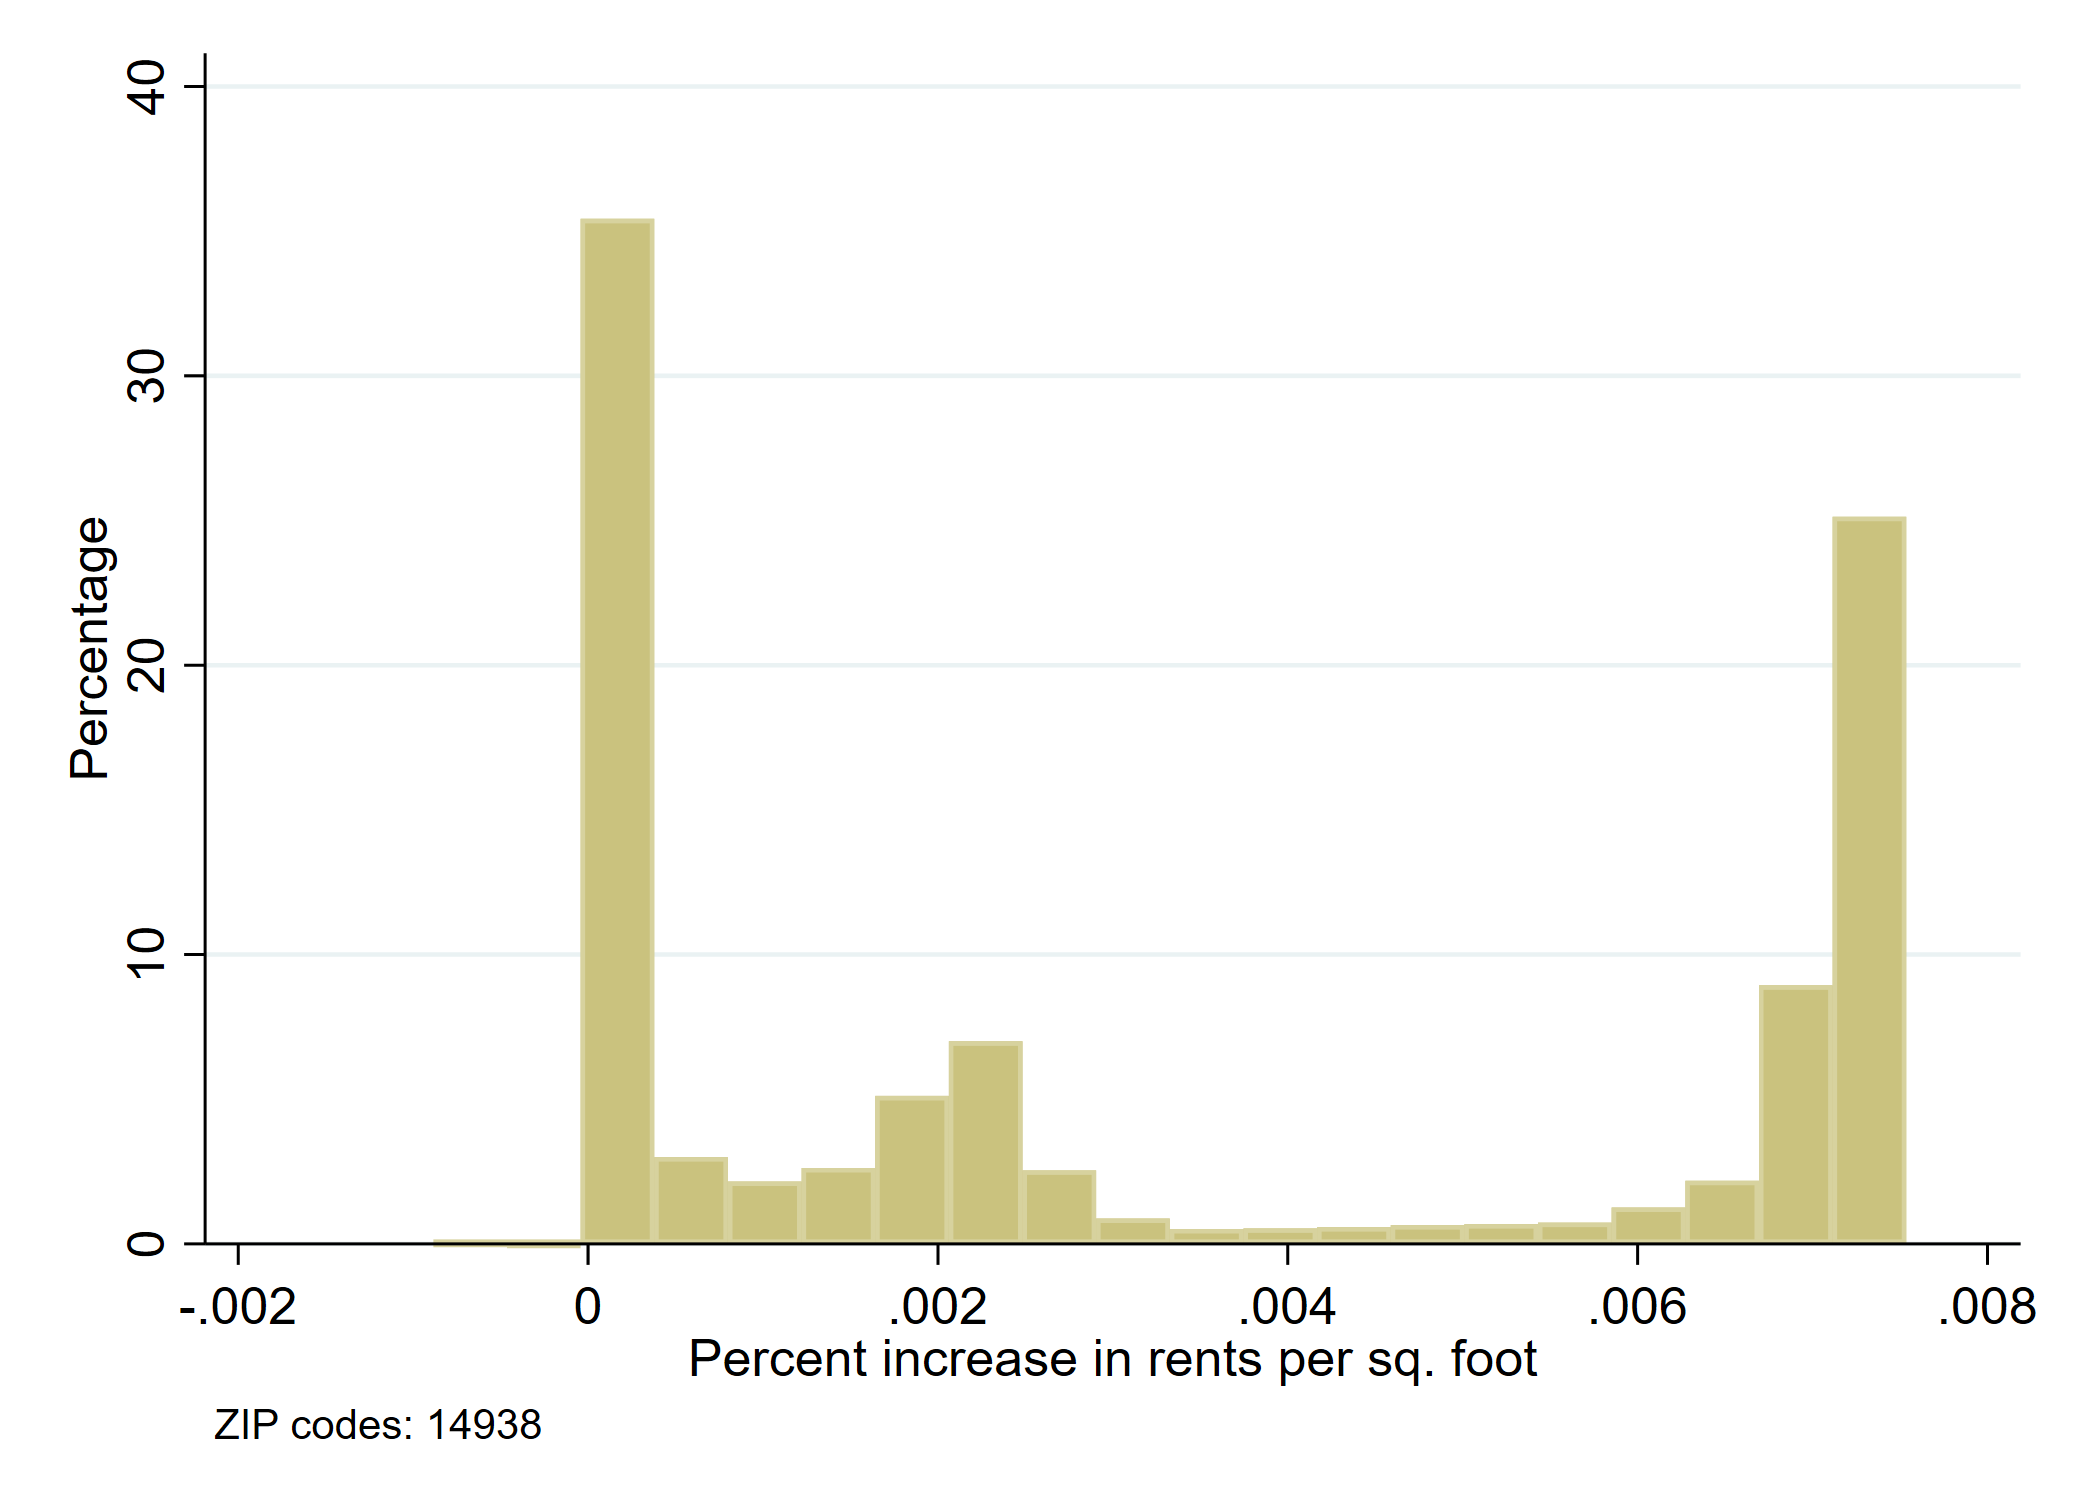 Percentage
40
30
20
10
0
-.002 0 .002 .004 .006 .008
Percent increase in rents per sq. foot
ZIP codes: 14938